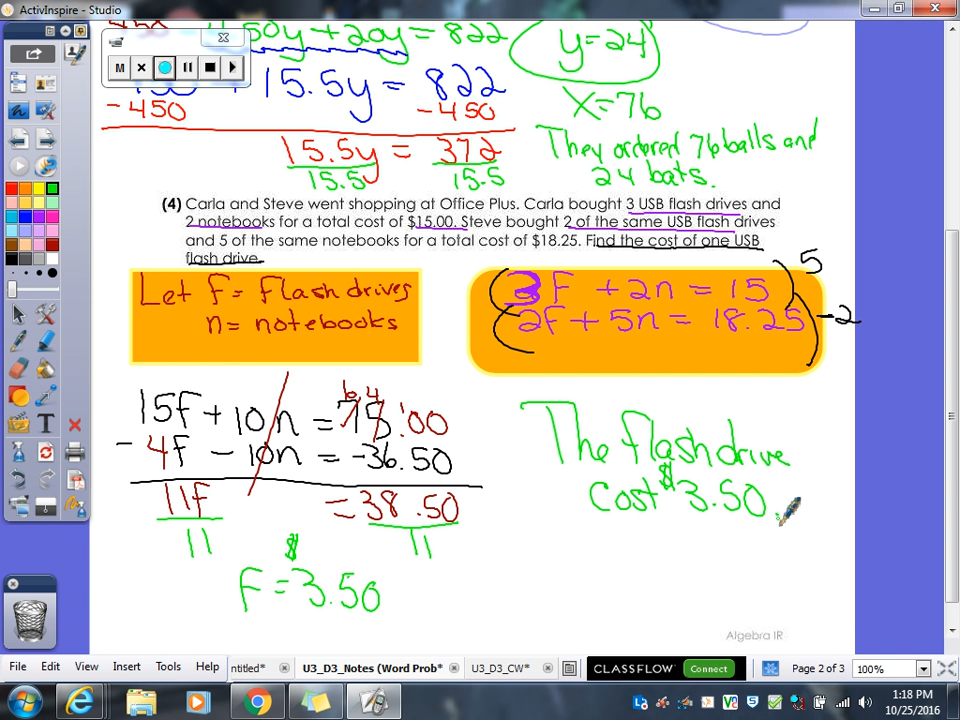 ActivInspire - Studio
50y+20y = 822
y=24
+ 15.5y = 822
x=76
-450 -450
They ordered 76 balls and
24 bats.
15.5y = 372
15.5 15.5
(4) Carla and Steve went shopping at Office Plus. Carla bought 3 USB flash drives and
2 notebooks for a total cost of $15.00. Steve bought 2 of the same USB flash drives
and 5 of the same notebooks for a total cost of $18.25. Find the cost of one USB
flash drive.
Let f = flash drives
n = notebooks
(3F + 2n = 15)5
(2F + 5n = 18.25)-2
15F + 10n = 75.00
6 4 1
- 4F - 10n = -36.50
11F = 38.50
11 11
F = $3.50
The flash drive
cost $3.50.
Algebra IR
File Edit View Insert Tools Help
ntitled* U3_D3_Notes (Word Prob* U3_D3_CW*
CLASSFLOW Connect
Page 2 of 3 100%
1:18 PM
10/25/2016